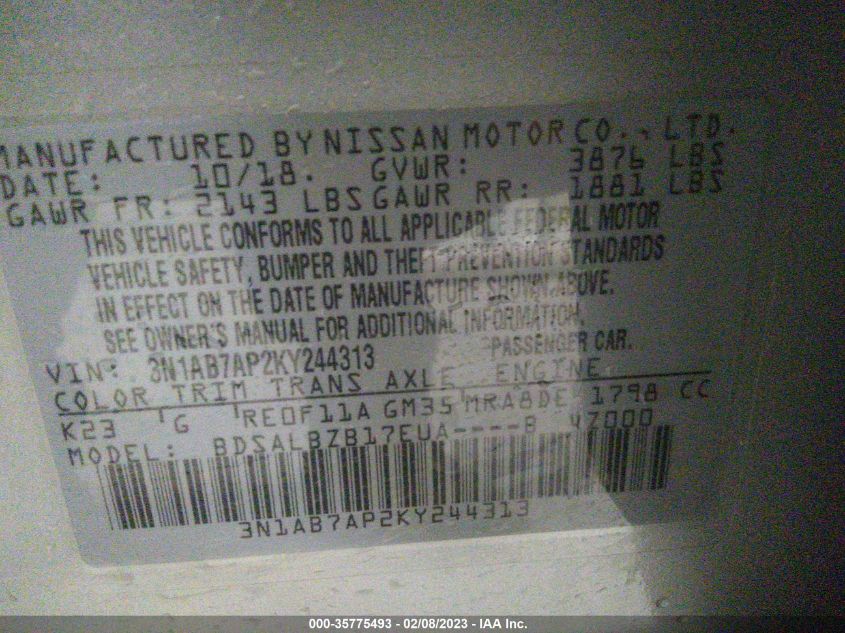 MANUFACTURED BY NISSAN MOTOR CO., LTD.
DATE: 10/18. GVWR: 3876 LBS
GAWR FR: 2143 LBS GAWR RR: 1881 LBS
THIS VEHICLE CONFORMS TO ALL APPLICABLE FEDERAL MOTOR
VEHICLE SAFETY, BUMPER AND THEFT PREVENTION STANDARDS
IN EFFECT ON THE DATE OF MANUFACTURE SHOWN ABOVE.
SEE OWNER'S MANUAL FOR ADDITIONAL INFORMATION.
VIN: 3N1AB7AP2KY244313 PASSENGER CAR.
COLOR TRIM TRANS AXLE ENGINE
K23 G RE0F11A GM35 MRA8DE 1798 CC
MODEL: BDSALBZB17EUA----B 4Z000
3N1AB7AP2KY244313
000-35775493 - 02/08/2023 - IAA Inc.